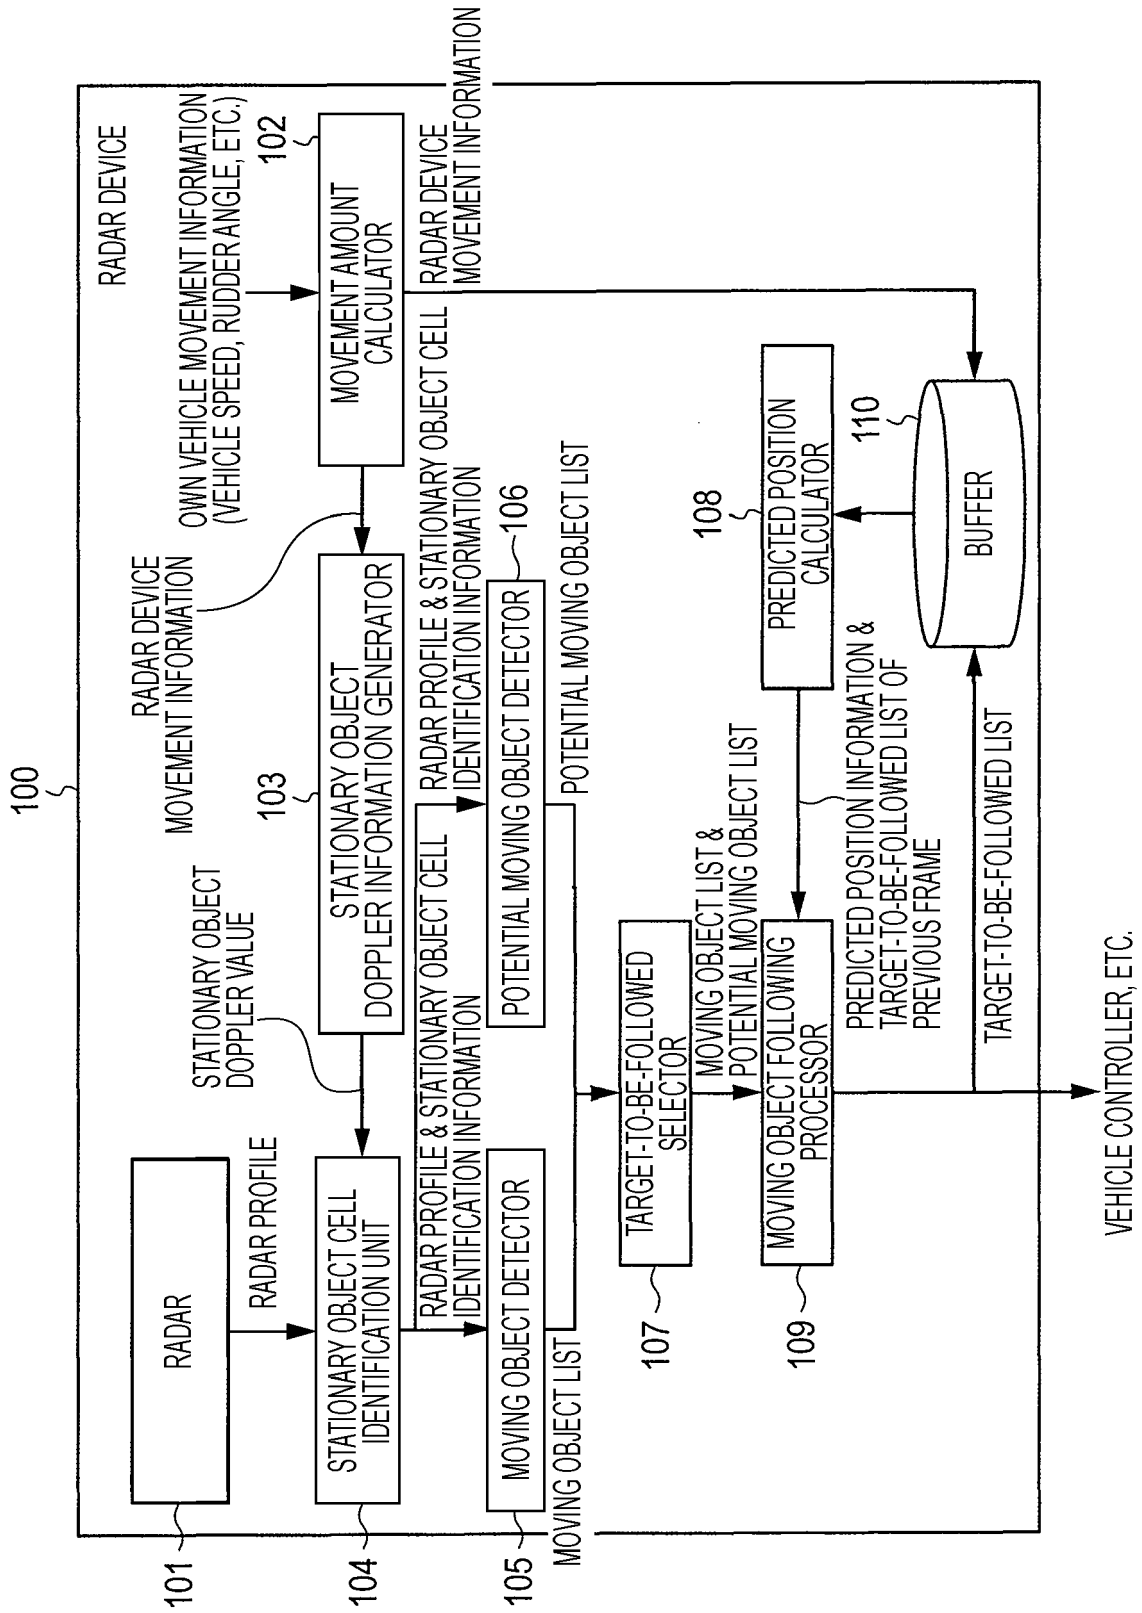 100
RADAR DEVICE
OWN VEHICLE MOVEMENT INFORMATION
(VEHICLE SPEED, RUDDER ANGLE, ETC.)
101
RADAR
RADAR PROFILE
STATIONARY OBJECT
DOPPLER VALUE
RADAR DEVICE
MOVEMENT INFORMATION
104
STATIONARY OBJECT CELL
IDENTIFICATION UNIT
103
STATIONARY OBJECT
DOPPLER INFORMATION GENERATOR
102
MOVEMENT AMOUNT
CALCULATOR
RADAR PROFILE & STATIONARY OBJECT CELL
IDENTIFICATION INFORMATION
RADAR PROFILE & STATIONARY OBJECT CELL
IDENTIFICATION INFORMATION
RADAR DEVICE
MOVEMENT INFORMATION
105
MOVING OBJECT DETECTOR
106
POTENTIAL MOVING OBJECT DETECTOR
MOVING OBJECT LIST
POTENTIAL MOVING OBJECT LIST
107
TARGET-TO-BE-FOLLOWED
SELECTOR
MOVING OBJECT LIST &
POTENTIAL MOVING OBJECT LIST
109
MOVING OBJECT FOLLOWING
PROCESSOR
108
PREDICTED POSITION
CALCULATOR
PREDICTED POSITION INFORMATION &
TARGET-TO-BE-FOLLOWED LIST OF
PREVIOUS FRAME
110
BUFFER
TARGET-TO-BE-FOLLOWED LIST
VEHICLE CONTROLLER, ETC.